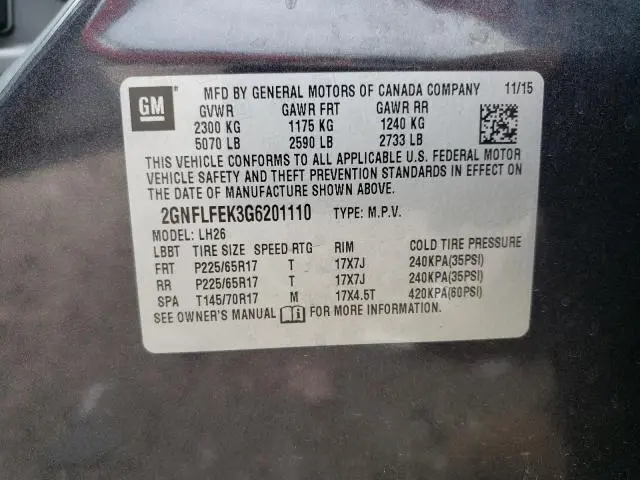 GM
MFD BY GENERAL MOTORS OF CANADA COMPANY 11/15
GVWR GAWR FRT GAWR RR
2300 KG 1175 KG 1240 KG
5070 LB 2590 LB 2733 LB
THIS VEHICLE CONFORMS TO ALL APPLICABLE U.S. FEDERAL MOTOR
VEHICLE SAFETY AND THEFT PREVENTION STANDARDS IN EFFECT ON
THE DATE OF MANUFACTURE SHOWN ABOVE.
2GNFLFEK3G6201110 TYPE: M.P.V.
MODEL: LH26
LBBT TIRE SIZE SPEED RTG RIM COLD TIRE PRESSURE
FRT P225/65R17 T 17X7J 240KPA(35PSI)
RR P225/65R17 T 17X7J 240KPA(35PSI)
SPA T145/70R17 M 17X4.5T 420KPA(60PSI)
SEE OWNER'S MANUAL FOR MORE INFORMATION.